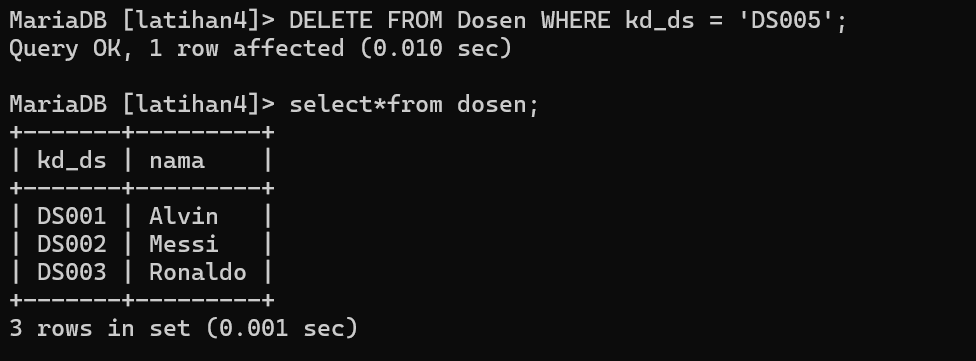 MariaDB [latihan4]> DELETE FROM Dosen WHERE kd_ds = 'DS005';
Query OK, 1 row affected (0.010 sec)
MariaDB [latihan4]> select*from dosen;
+-------+---------+
| kd_ds | nama    |
+-------+---------+
| DS001 | Alvin   |
| DS002 | Messi   |
| DS003 | Ronaldo |
+-------+---------+
3 rows in set (0.001 sec)